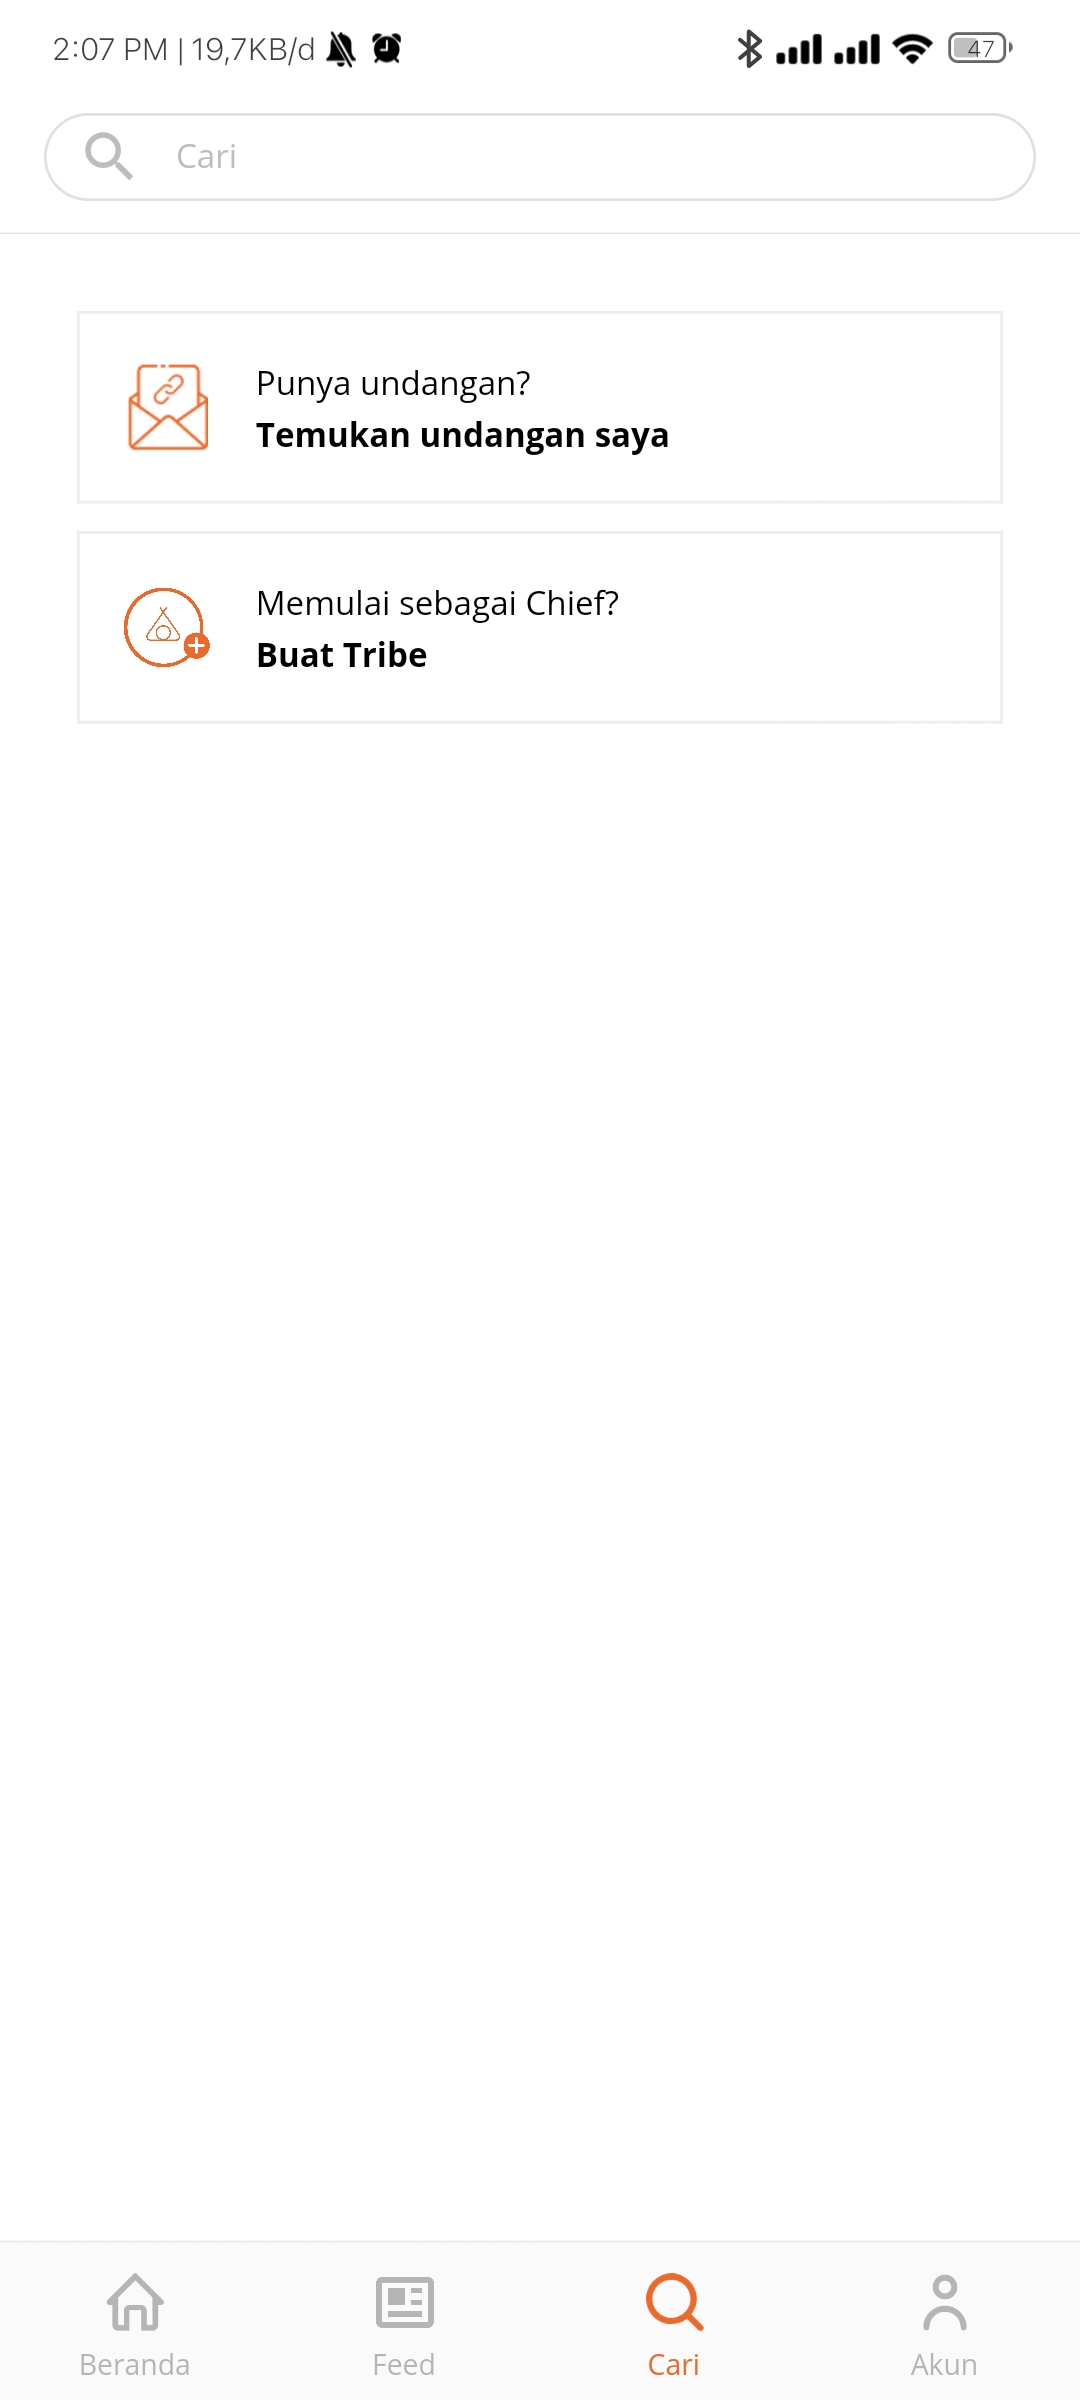 2:07 PM | 19,7KB/d
47
Cari
Punya undangan?
Temukan undangan saya
Memulai sebagai Chief?
Buat Tribe
Beranda
Feed
Cari
Akun